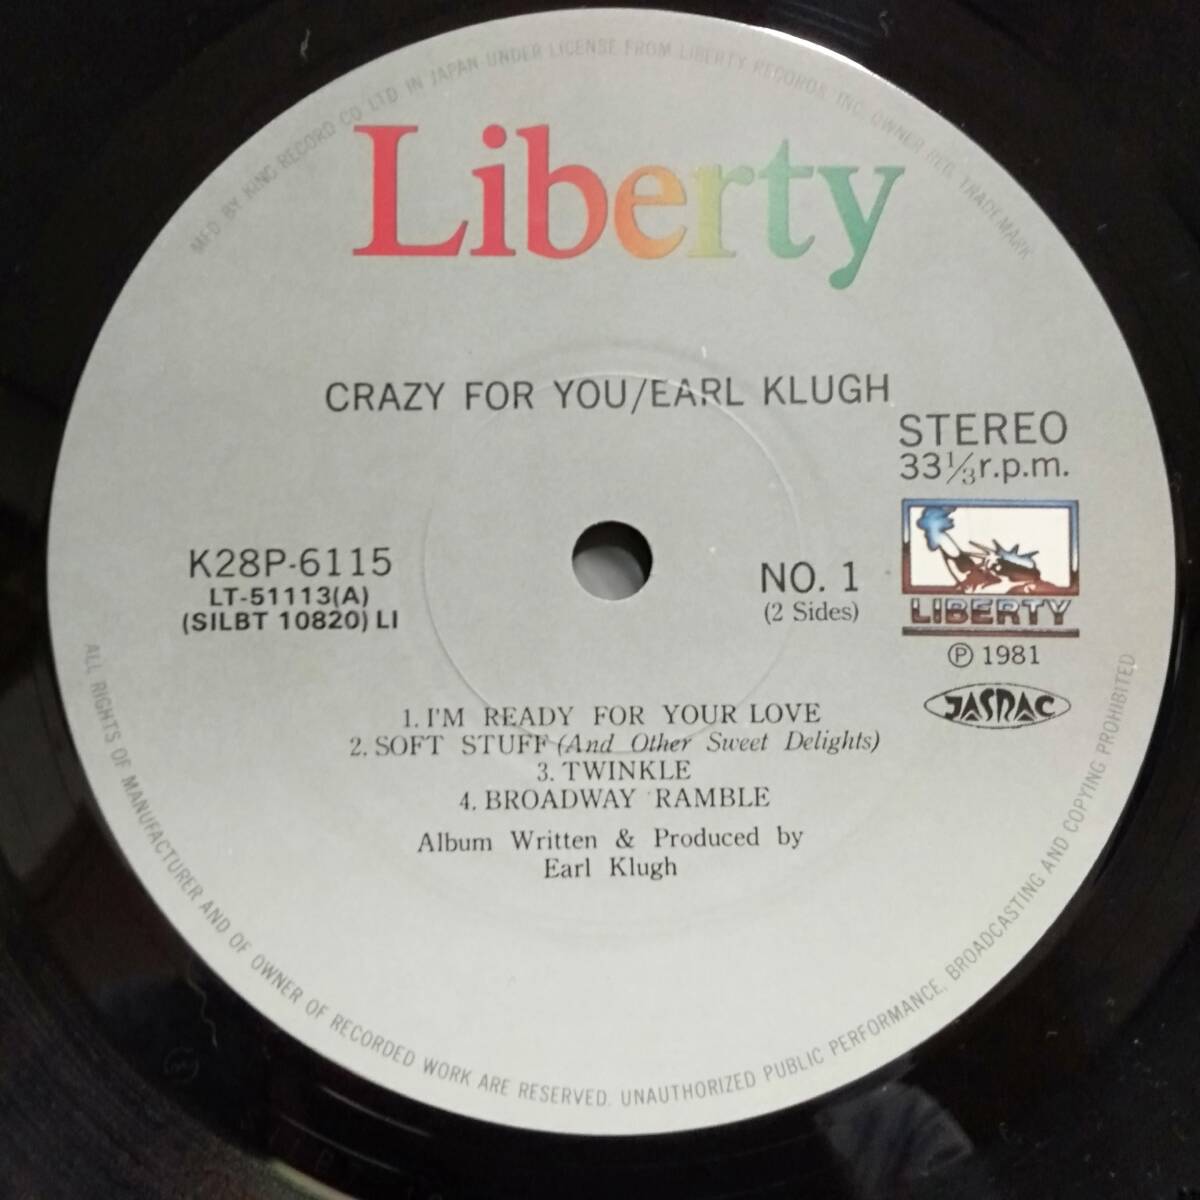 MFD BY KING RECORD CO. LTD IN JAPAN UNDER LICENSE FROM LIBERTY RECORDS, INC. OWNER REG. TRADE MARK
Liberty
CRAZY FOR YOU/EARL KLUGH
STEREO
33⅓r.p.m.
K28P-6115
LT-51113(A)
(SILBT 10820) LI
NO. 1
(2 Sides)
LIBERTY
Ⓟ 1981
JASRAC
1. I'M READY FOR YOUR LOVE
2. SOFT STUFF (And Other Sweet Delights)
3. TWINKLE
4. BROADWAY RAMBLE
Album Written & Produced by
Earl Klugh
ALL RIGHTS OF MANUFACTURER AND OF OWNER OF RECORDED WORK ARE RESERVED. UNAUTHORIZED PUBLIC PERFORMANCE, BROADCASTING AND COPYING PROHIBITED